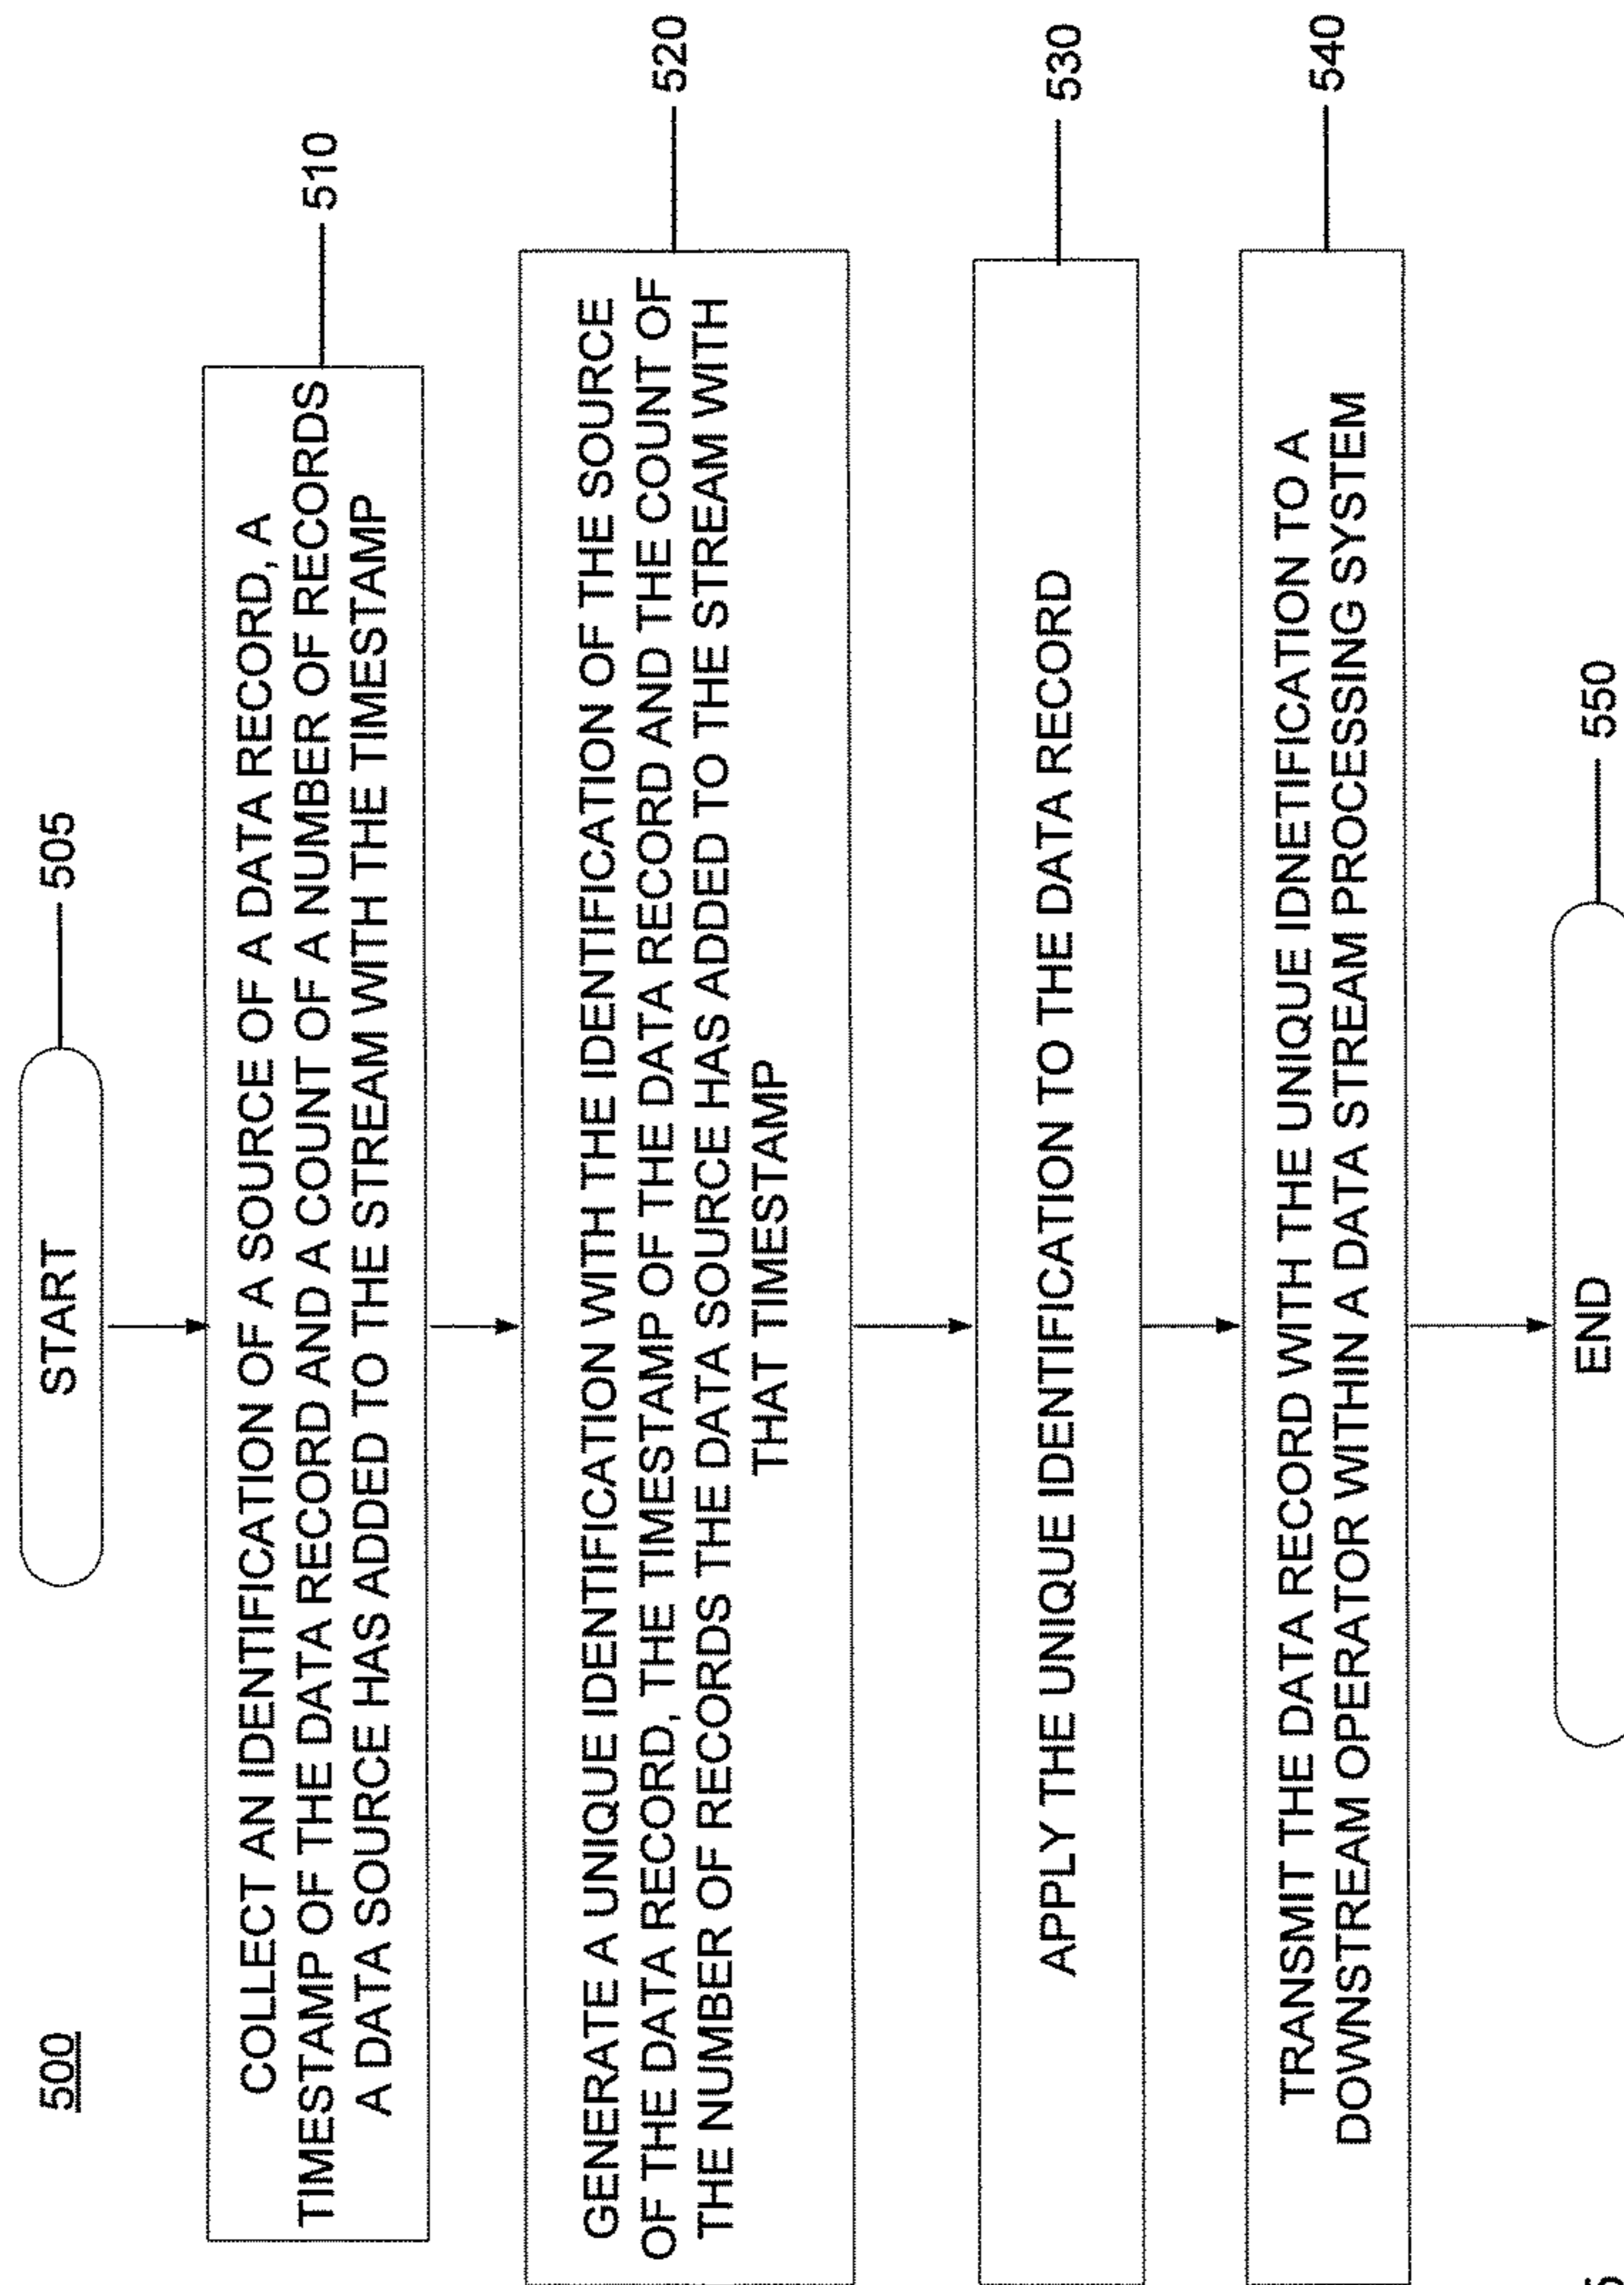 500
START
505
COLLECT AN IDENTIFICATION OF A SOURCE OF A DATA RECORD, A
TIMESTAMP OF THE DATA RECORD AND A COUNT OF A NUMBER OF RECORDS
A DATA SOURCE HAS ADDED TO THE STREAM WITH THE TIMESTAMP
510
GENERATE A UNIQUE IDENTIFICATION WITH THE IDENTIFICATION OF THE SOURCE
OF THE DATA RECORD, THE TIMESTAMP OF THE DATA RECORD AND THE COUNT OF
THE NUMBER OF RECORDS THE DATA SOURCE HAS ADDED TO THE STREAM WITH
THAT TIMESTAMP
520
APPLY THE UNIQUE IDENTIFICATION TO THE DATA RECORD
530
TRANSMIT THE DATA RECORD WITH THE UNIQUE IDNETIFICATION TO A
DOWNSTREAM OPERATOR WITHIN A DATA STREAM PROCESSING SYSTEM
540
END
550